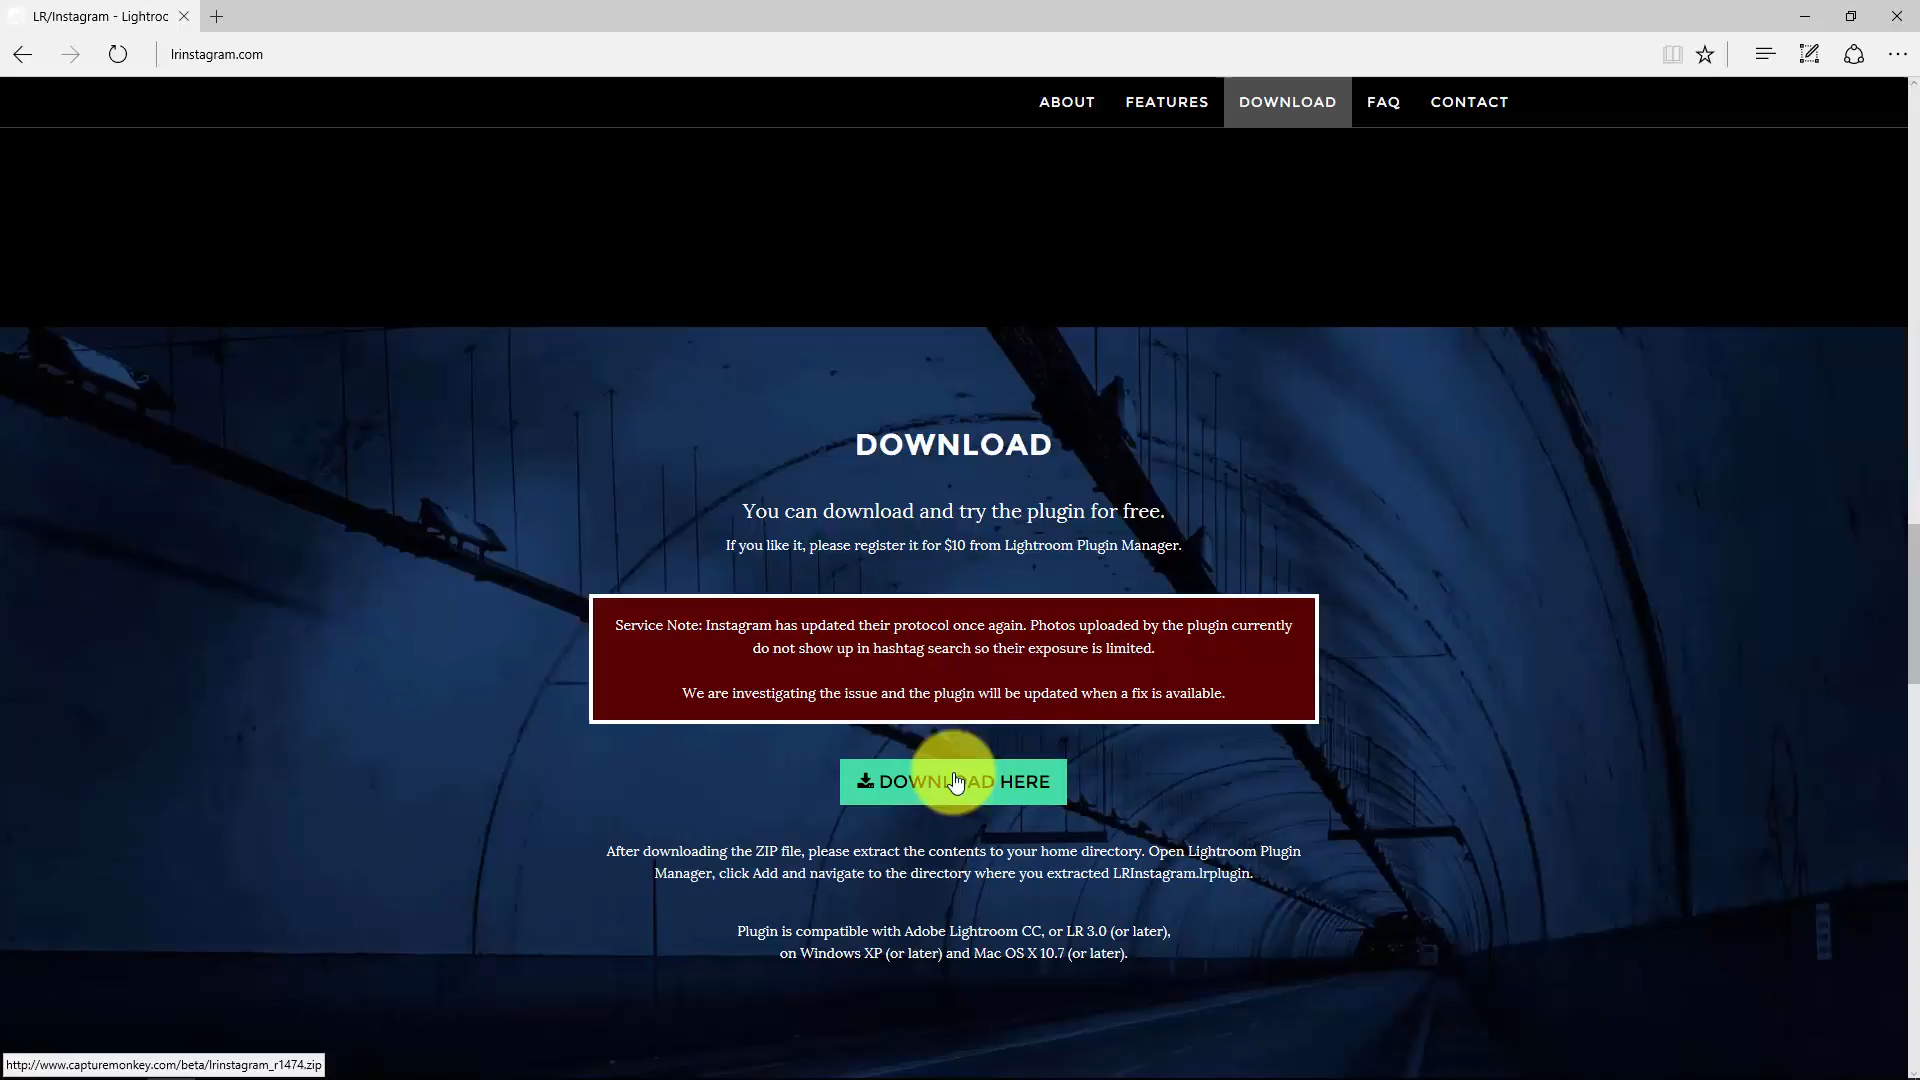 LR/Instagram - Lightroc
lrinstagram.com
ABOUT FEATURES DOWNLOAD FAQ CONTACT
DOWNLOAD
You can download and try the plugin for free.
If you like it, please register it for $10 from Lightroom Plugin Manager.
Service Note: Instagram has updated their protocol once again. Photos uploaded by the plugin currently
do not show up in hashtag search so their exposure is limited.
We are investigating the issue and the plugin will be updated when a fix is available.
DOWNLOAD HERE
After downloading the ZIP file, please extract the contents to your home directory. Open Lightroom Plugin
Manager, click Add and navigate to the directory where you extracted LRInstagram.lrplugin.
Plugin is compatible with Adobe Lightroom CC, or LR 3.0 (or later),
on Windows XP (or later) and Mac OS X 10.7 (or later).
http://www.capturemonkey.com/beta/lrinstagram_r1474.zip